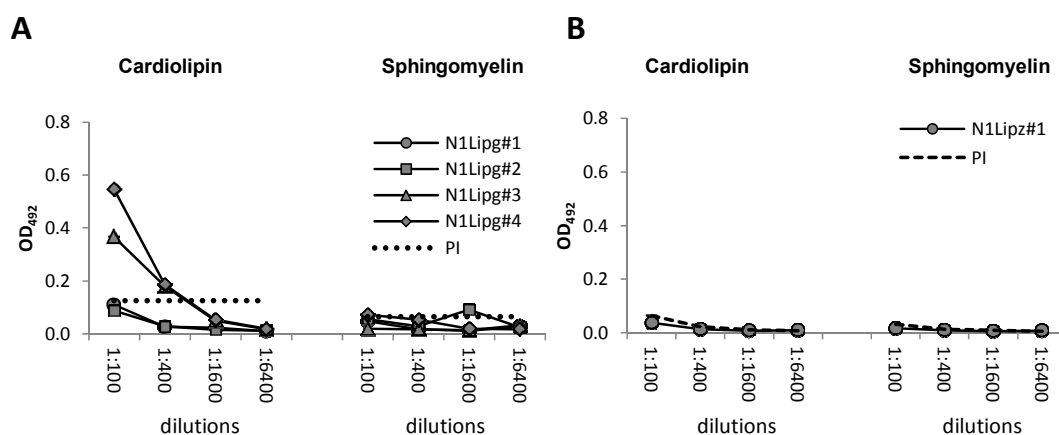 A
Cardiolipin
Sphingomyelin
OD492
0.8
0.6
0.4
0.2
0.0
N1Lipg#1
N1Lipg#2
N1Lipg#3
N1Lipg#4
PI
1:100
1:400
1:1600
1:6400
1:100
1:400
1:1600
1:6400
dilutions
dilutions
B
Cardiolipin
Sphingomyelin
OD492
0.8
0.6
0.4
0.2
0.0
N1Lipz#1
PI
1:100
1:400
1:1600
1:6400
1:100
1:400
1:1600
1:6400
dilutions
dilutions